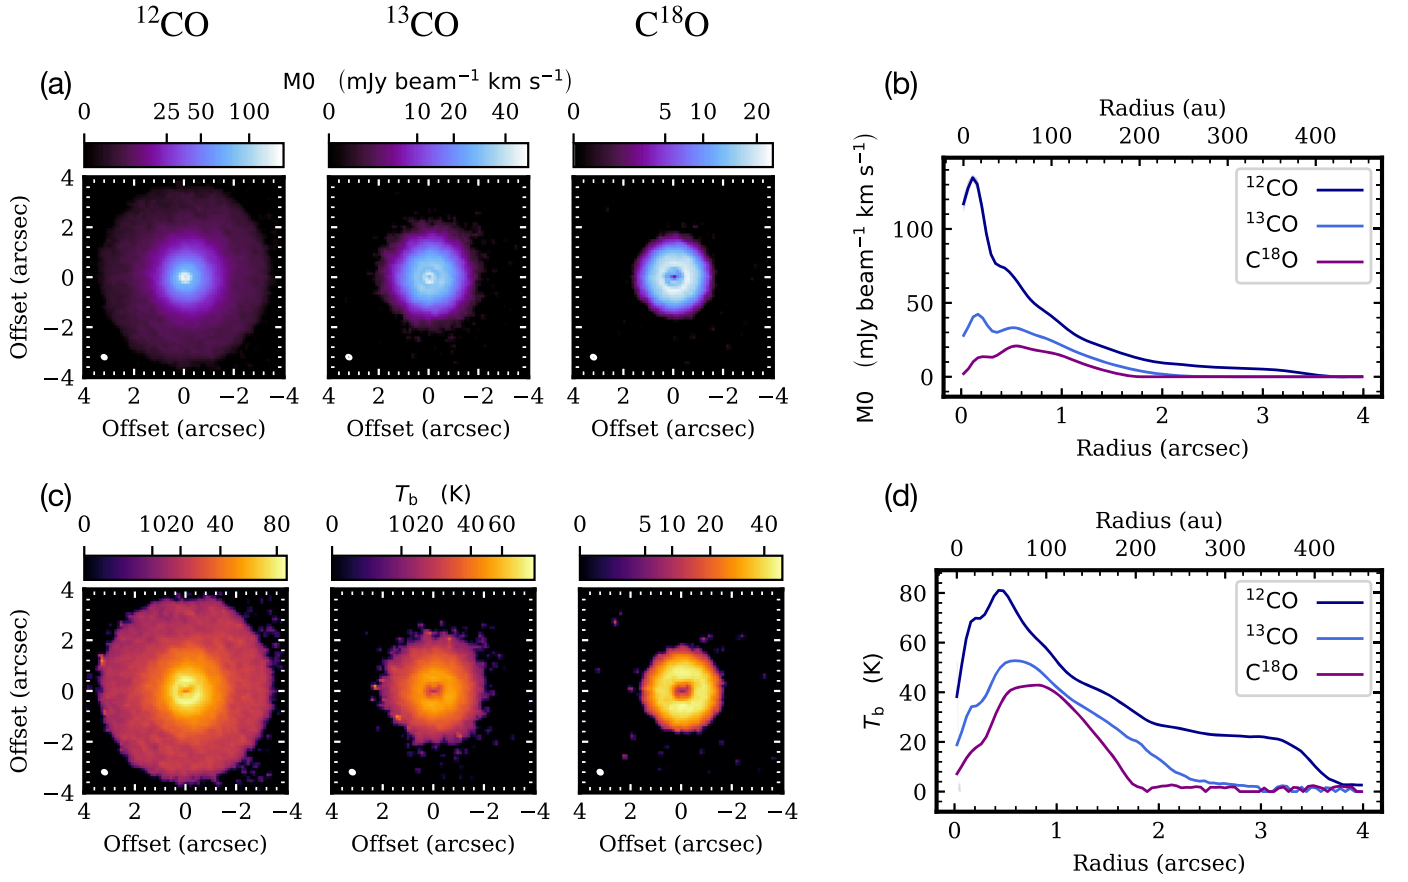 ¹²CO ¹³CO C¹⁸O
(a) M0 (mJy beam⁻¹ km s⁻¹)
0 25 50 100 0 10 20 40 0 5 10 20
4
2
0
−2
−4
Offset (arcsec)
4 2 0 −2 −4 4 2 0 −2 −4 4 2 0 −2 −4
Offset (arcsec) Offset (arcsec) Offset (arcsec)
(b)
Radius (au)
0 100 200 300 400
M0 (mJy beam⁻¹ km s⁻¹)
100
50
0
¹²CO
¹³CO
C¹⁸O
0 1 2 3 4
Radius (arcsec)
(c) T_b (K)
0 10 20 40 80 0 10 20 40 60 0 5 10 20 40
4
2
0
−2
−4
Offset (arcsec)
4 2 0 −2 −4 4 2 0 −2 −4 4 2 0 −2 −4
Offset (arcsec) Offset (arcsec) Offset (arcsec)
(d)
Radius (au)
0 100 200 300 400
T_b (K)
80
60
40
20
0
¹²CO
¹³CO
C¹⁸O
0 1 2 3 4
Radius (arcsec)